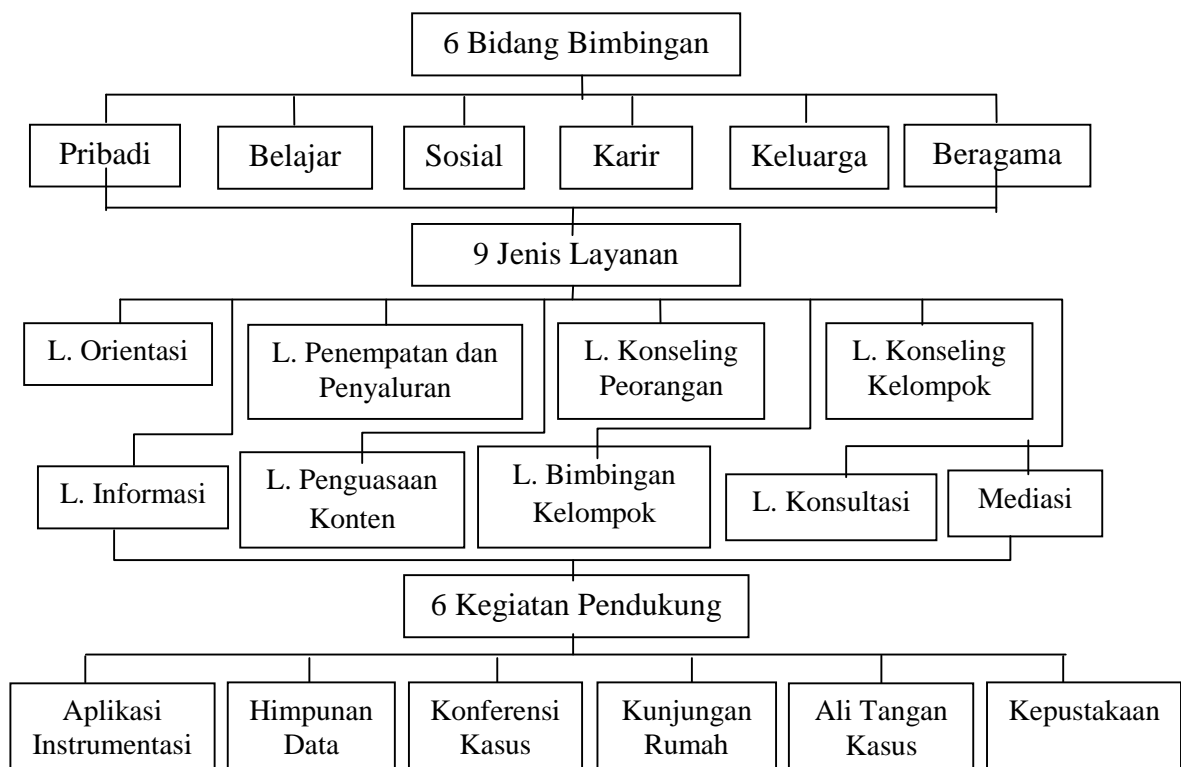 6 Bidang Bimbingan
Pribadi
Belajar
Sosial
Karir
Keluarga
Beragama
9 Jenis Layanan
L. Orientasi
L. Penempatan dan
Penyaluran
L. Konseling
Peorangan
L. Konseling
Kelompok
L. Informasi
L. Penguasaan
Konten
L. Bimbingan
Kelompok
L. Konsultasi
Mediasi
6 Kegiatan Pendukung
Aplikasi
Instrumentasi
Himpunan
Data
Konferensi
Kasus
Kunjungan
Rumah
Ali Tangan
Kasus
Kepustakaan